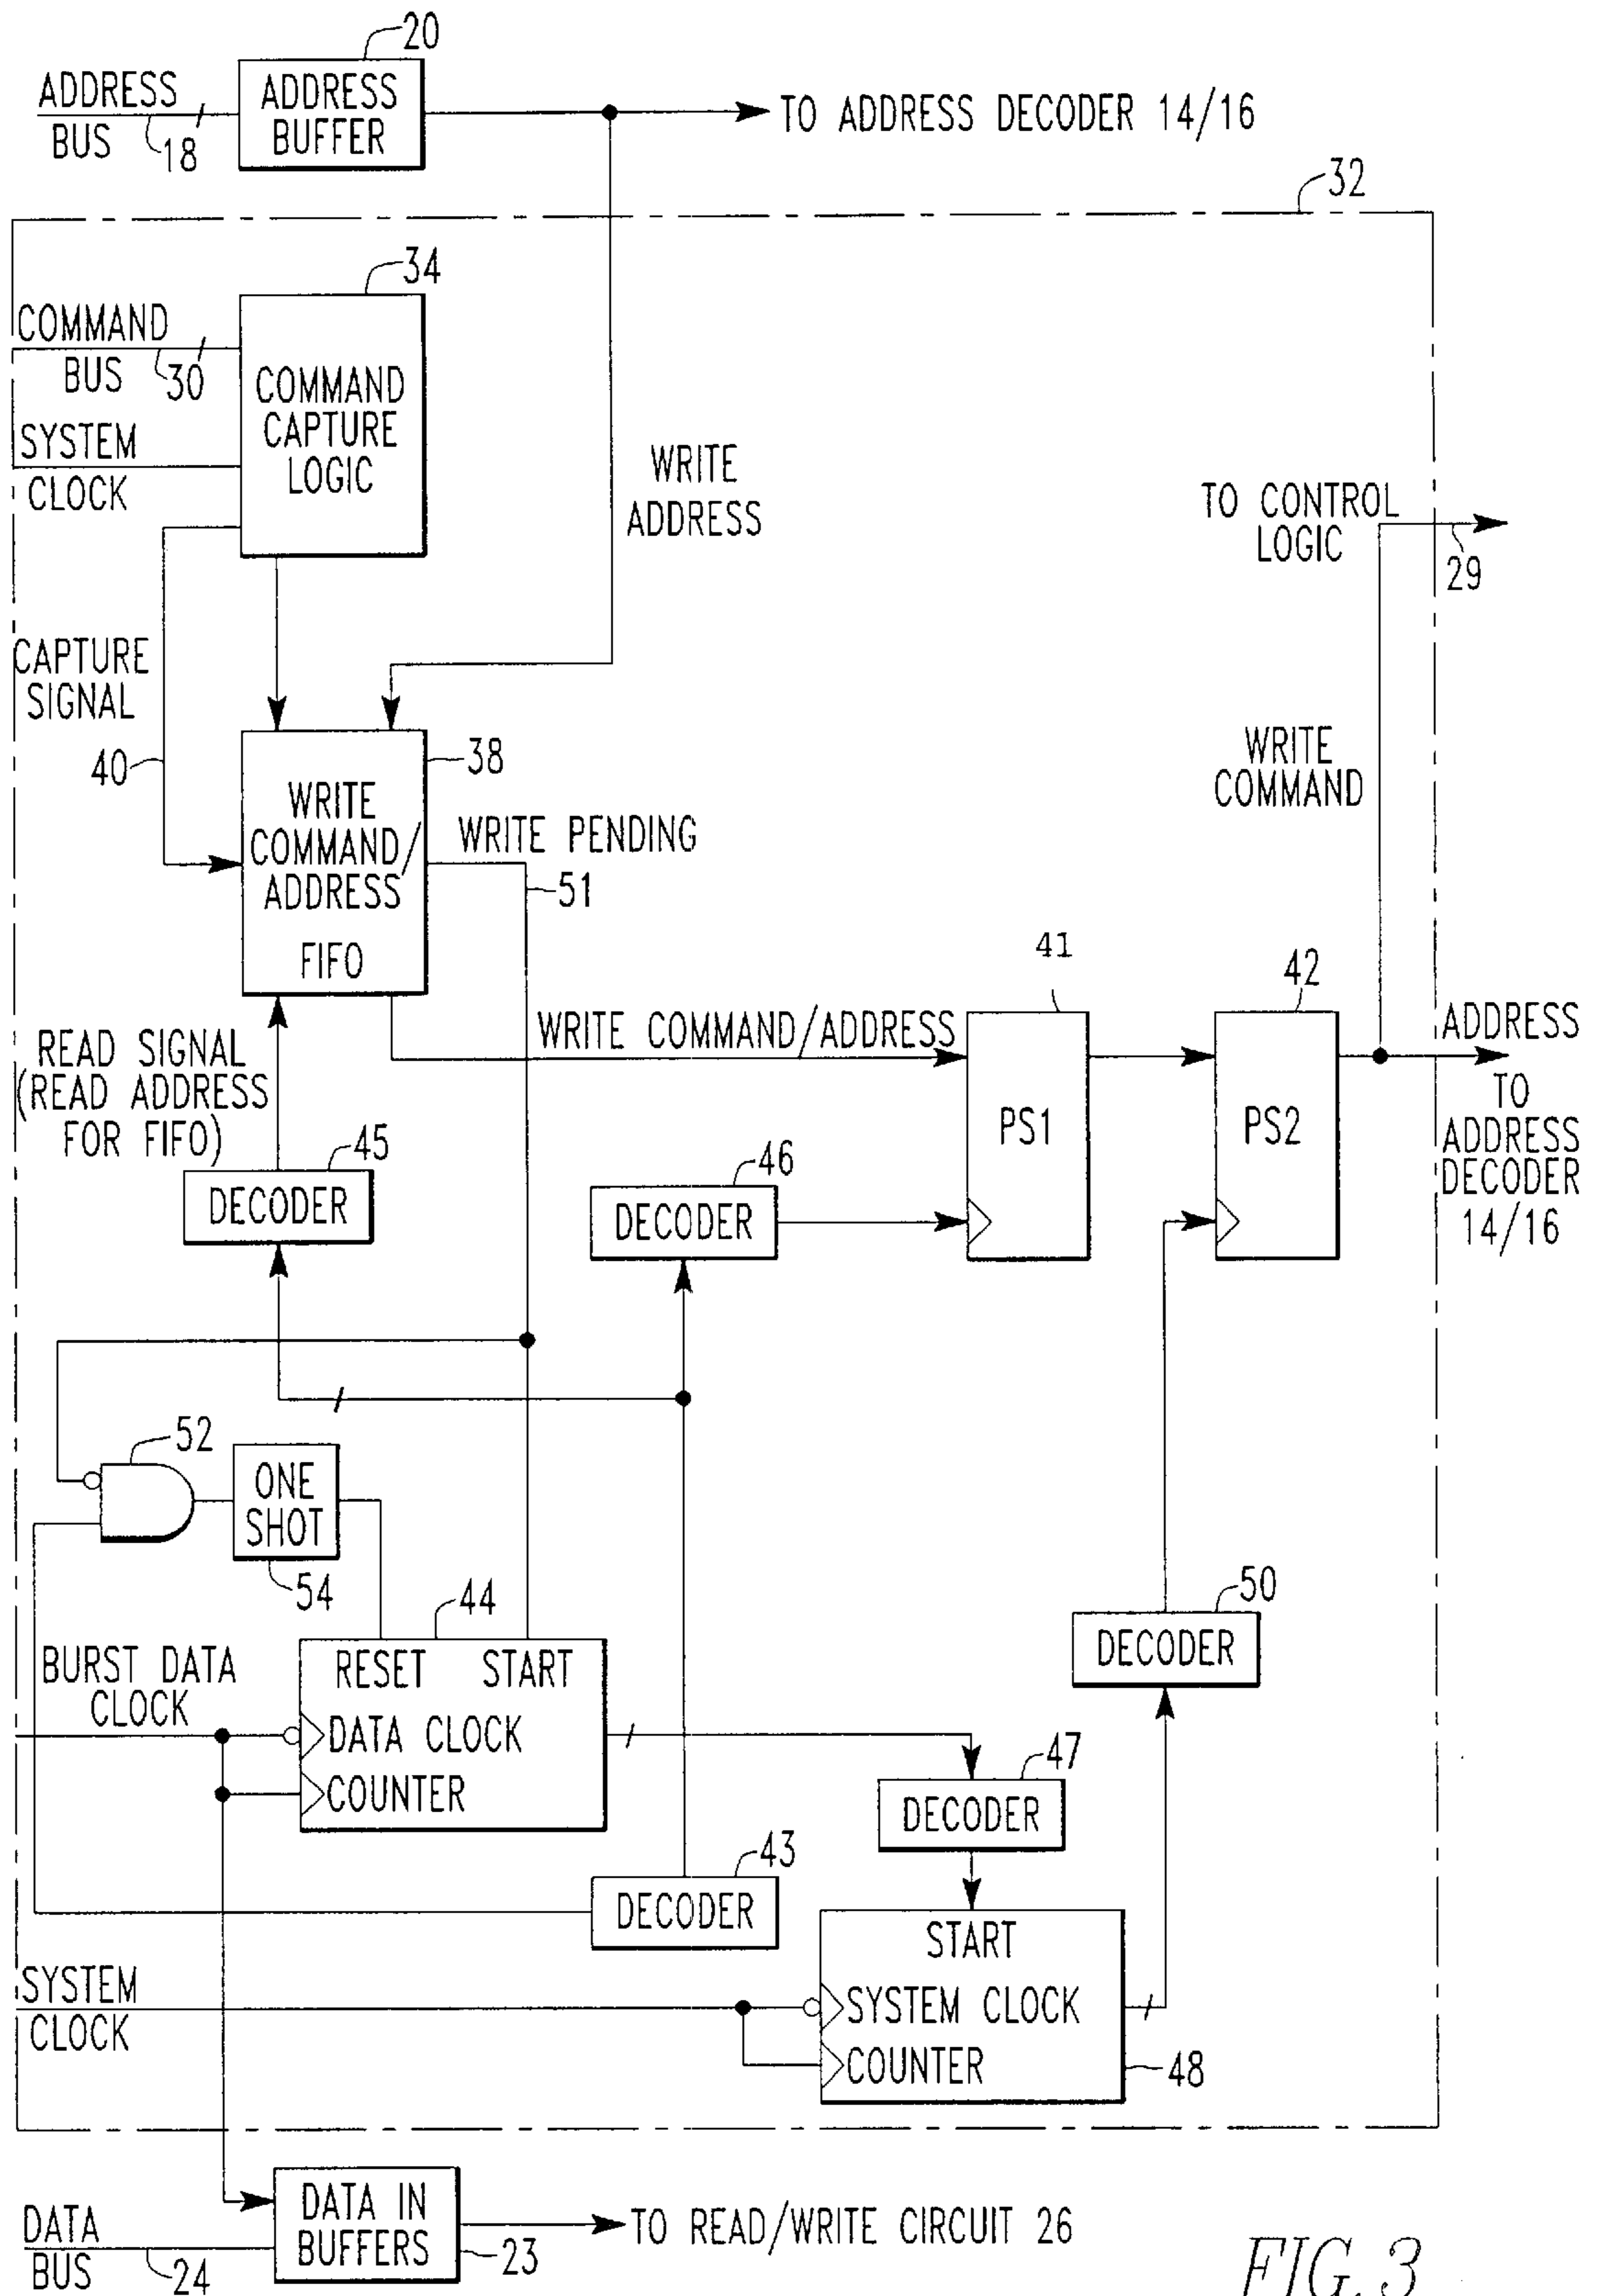 20
ADDRESS
BUS
18
ADDRESS
BUFFER
TO ADDRESS DECODER 14/16
32
34
COMMAND
BUS
30
SYSTEM
CLOCK
COMMAND
CAPTURE
LOGIC
WRITE
ADDRESS
TO CONTROL
LOGIC
29
CAPTURE
SIGNAL
40
38
WRITE
COMMAND/
ADDRESS
FIFO
WRITE PENDING
51
WRITE
COMMAND
41
42
WRITE COMMAND/ADDRESS
PS1
PS2
ADDRESS
TO
ADDRESS
DECODER
14/16
READ SIGNAL
(READ ADDRESS
FOR FIFO)
45
DECODER
46
DECODER
52
ONE
SHOT
54
44
50
DECODER
BURST DATA
CLOCK
RESET START
DATA CLOCK
COUNTER
47
DECODER
43
DECODER
SYSTEM
CLOCK
START
SYSTEM CLOCK
COUNTER
48
DATA
BUS
24
DATA IN
BUFFERS
23
TO READ/WRITE CIRCUIT 26
FIG. 3